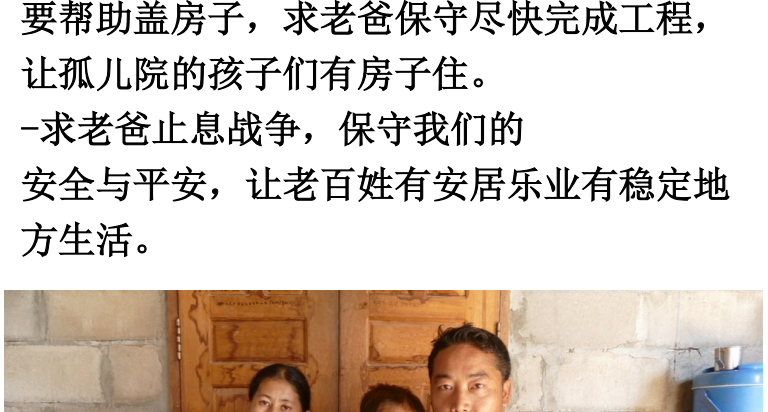 要帮助盖房子，求老爸保守尽快完成工程，
让孤儿院的孩子们有房子住。
-求老爸止息战争，保守我们的
安全与平安，让老百姓有安居乐业有稳定地
方生活。